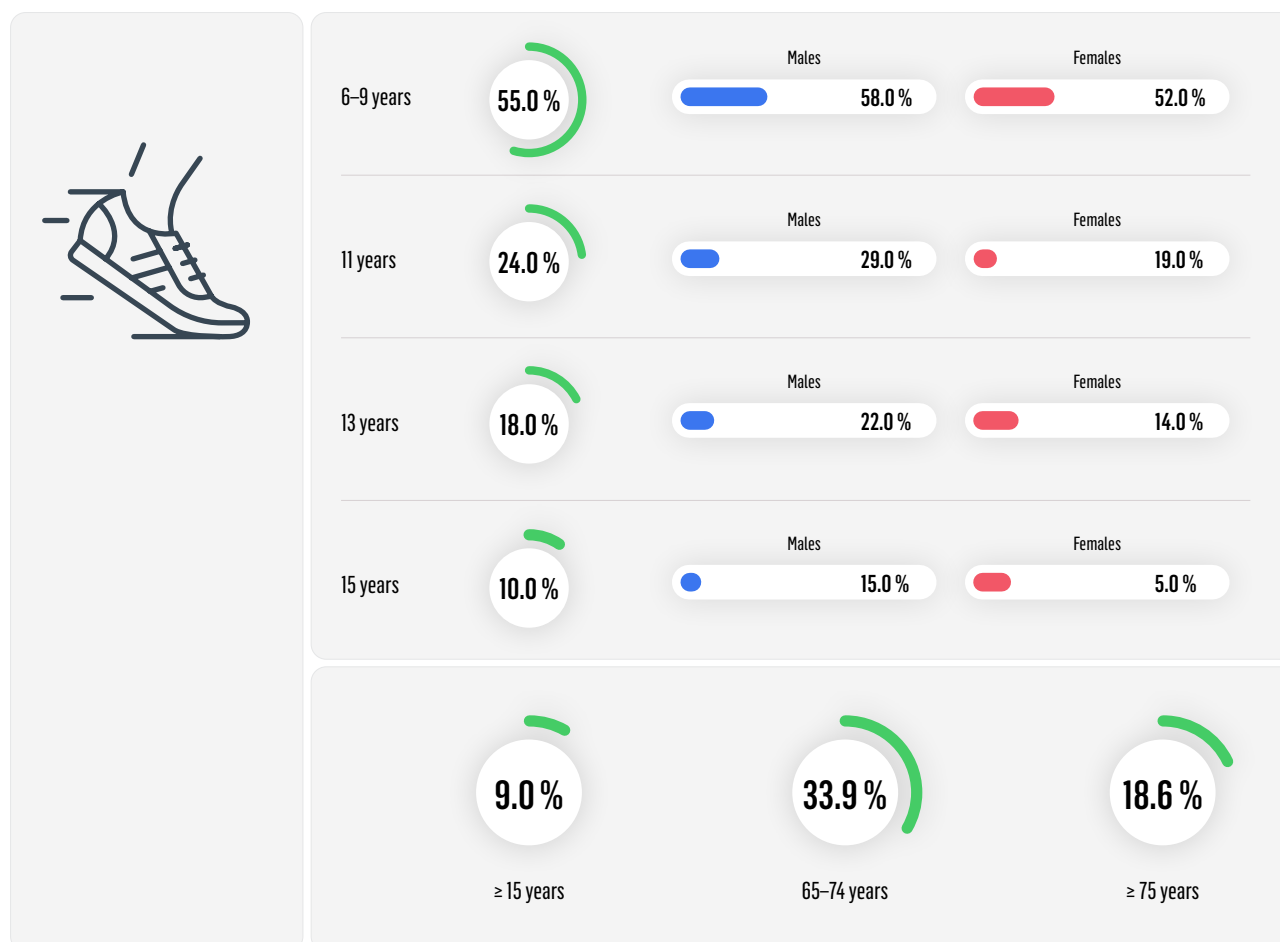 Males Females
6–9 years 55.0 % 58.0 % 52.0 %
Males Females
11 years 24.0 % 29.0 % 19.0 %
Males Females
13 years 18.0 % 22.0 % 14.0 %
Males Females
15 years 10.0 % 15.0 % 5.0 %
9.0 % 33.9 % 18.6 %
≥ 15 years 65–74 years ≥ 75 years